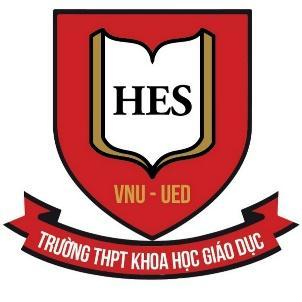 HES
VNU - UED
TRƯỜNG THPT KHOA HỌC GIÁO DỤC